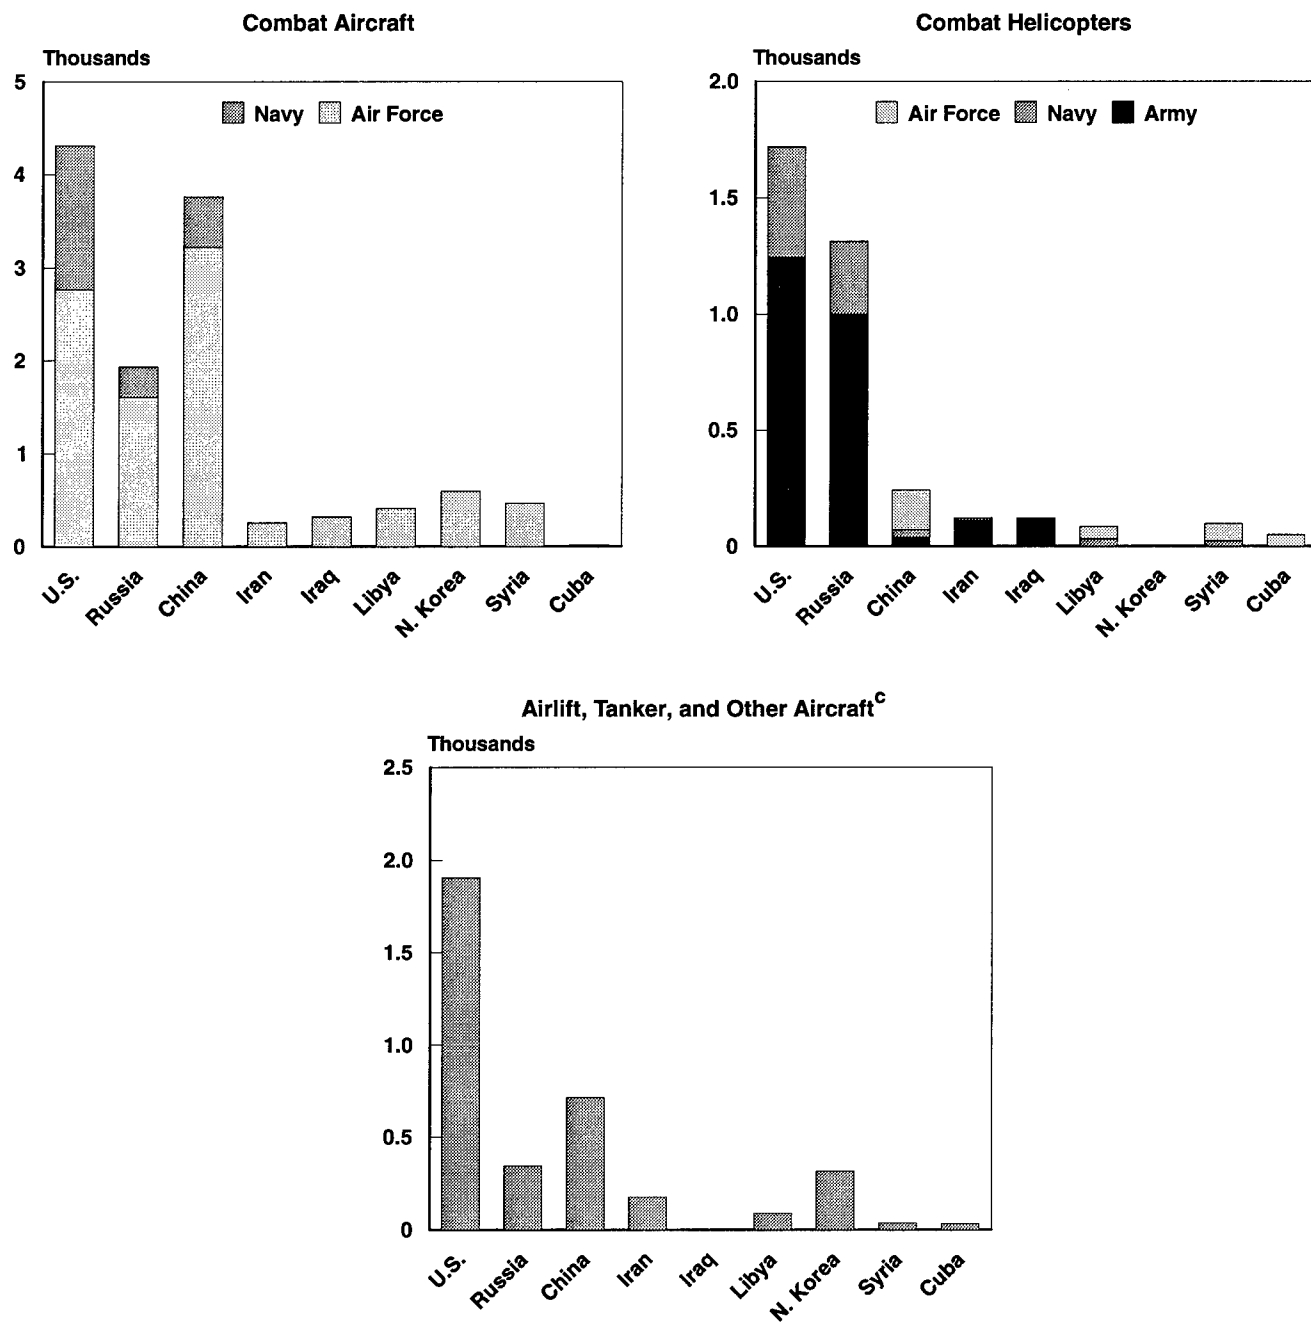 Combat Aircraft
Thousands
5
4
3
2
1
0
Navy Air Force
U.S. Russia China Iran Iraq Libya N. Korea Syria Cuba
Combat Helicopters
Thousands
2.0
1.5
1.0
0.5
0
Air Force Navy Army
U.S. Russia China Iran Iraq Libya N. Korea Syria Cuba
Airlift, Tanker, and Other Aircraft^c
Thousands
2.5
2.0
1.5
1.0
0.5
0
U.S. Russia China Iran Iraq Libya N. Korea Syria Cuba